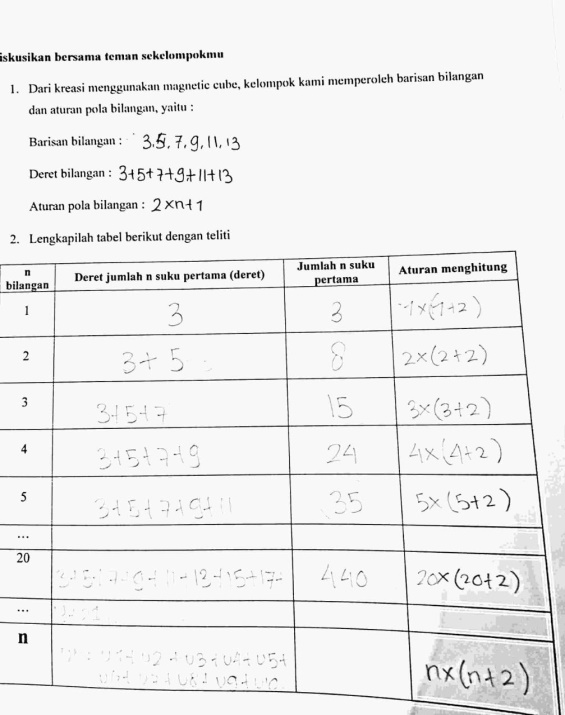 iskusikan bersama teman sekelompokmu
1. Dari kreasi menggunakan magnetic cube, kelompok kami memperoleh barisan bilangan
dan aturan pola bilangan, yaitu :
Barisan bilangan : 3,5,7,9,11,13
Deret bilangan : 3+5+7+9+11+13
Aturan pola bilangan : 2×n+1
2. Lengkapilah tabel berikut dengan teliti
n bilangan Deret jumlah n suku pertama (deret) Jumlah n suku pertama Aturan menghitung
1 3 3 1×(1+2)
2 3+5 8 2×(2+2)
3 3+5+7 15 3×(3+2)
4 3+5+7+9 24 4×(4+2)
5 3+5+7+9+11 35 5×(5+2)
...
20 3+5+7+9+11+13+15+17+ 440 20×(20+2)
...
n U1+U2+U3+U4+U5+ n×(n+2)
U6+U7+U8+U9+U10